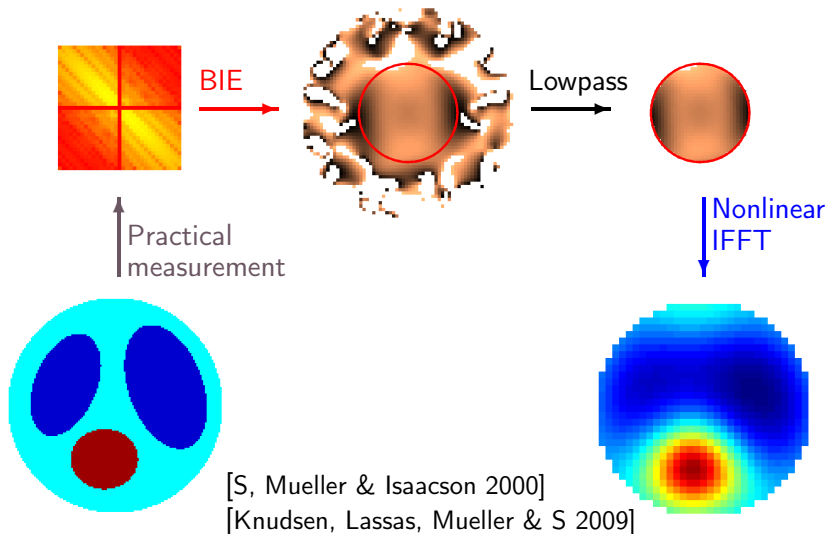 BIE
Lowpass
Practical
measurement
Nonlinear
IFFT
[S, Mueller & Isaacson 2000]
[Knudsen, Lassas, Mueller & S 2009]